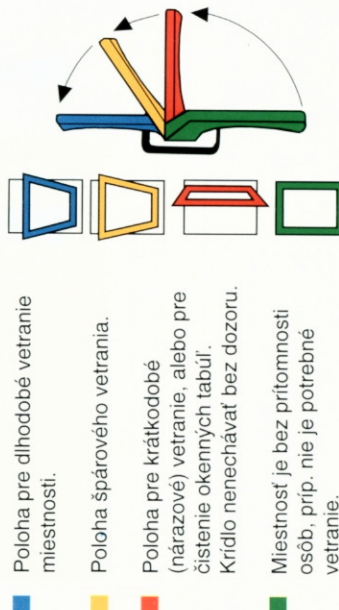 Poloha pre dlhodobé vetranie
miestnosti.
Poloha špárového vetrania.
Poloha pre krátkodobé
(nárazové) vetranie, alebo pre
čistenie okenných tabúľ.
Krídlo nenechávať bez dozoru.
Miestnosť je bez prítomnosti
osôb, príp. nie je potrebné
vetranie.